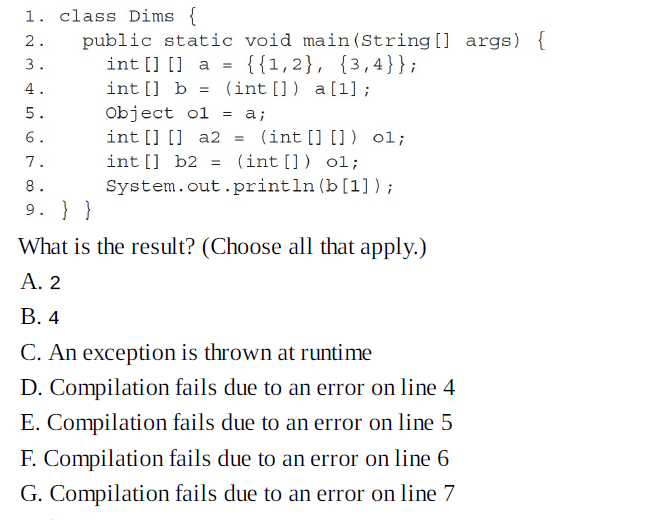 1. class Dims {
2.   public static void main(String[] args) {
3.     int[][] a = {{1,2}, {3,4}};
4.     int[] b = (int[]) a[1];
5.     Object o1 = a;
6.     int[][] a2 = (int[][]) o1;
7.     int[] b2 = (int[]) o1;
8.     System.out.println(b[1]);
9. } }
What is the result? (Choose all that apply.)
A. 2
B. 4
C. An exception is thrown at runtime
D. Compilation fails due to an error on line 4
E. Compilation fails due to an error on line 5
F. Compilation fails due to an error on line 6
G. Compilation fails due to an error on line 7